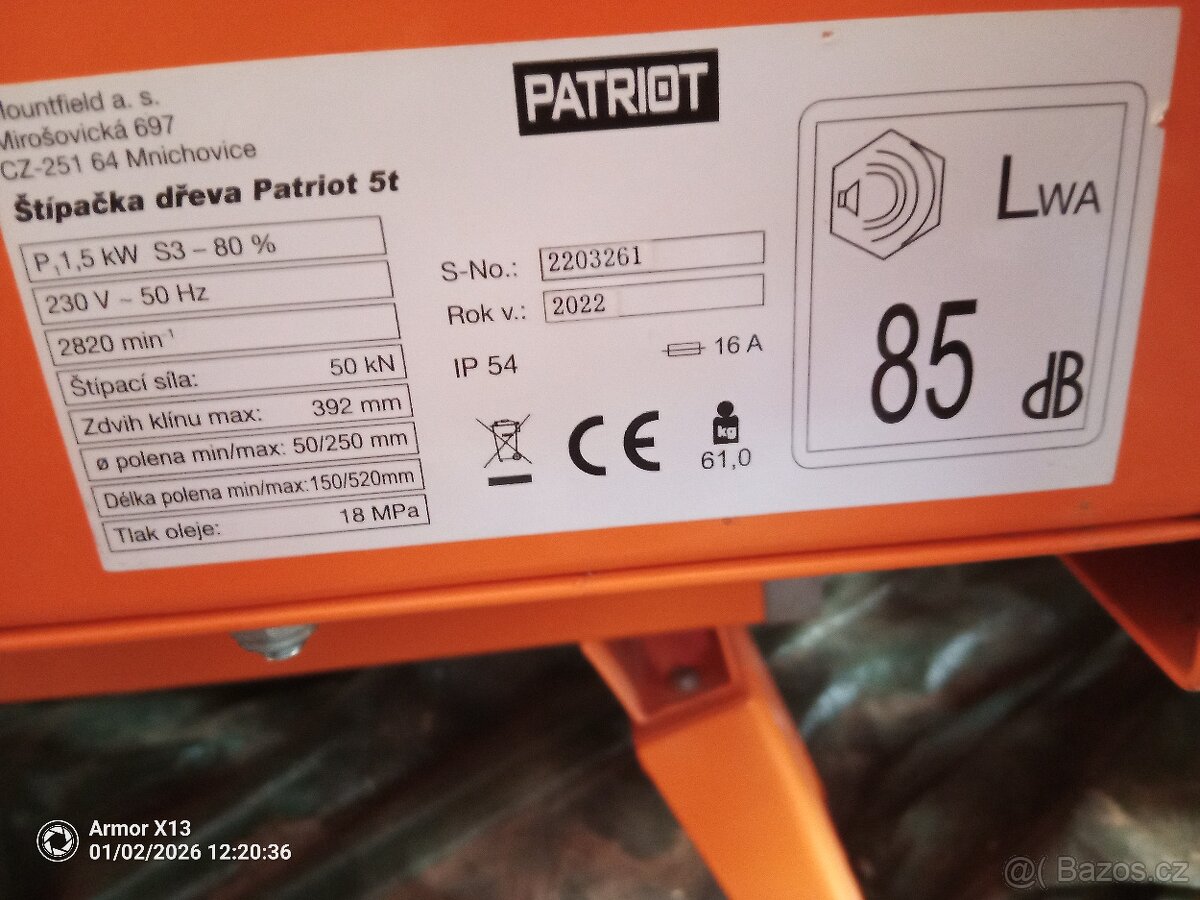 Mountfield a. s.
Mirošovická 697
CZ-251 64 Mnichovice
Štípačka dřeva Patriot 5t
P₁1,5 kW S3 – 80 %
230 V ~ 50 Hz
2820 min⁻¹
Štípací síla: 50 kN
Zdvih klínu max: 392 mm
ø polena min/max: 50/250 mm
Délka polena min/max:150/520mm
Tlak oleje: 18 MPa
PATRIOT
S-No.: 2203261
Rok v.: 2022
IP 54
16 A
CE
kg
61,0
LWA
85 dB
Armor X13
01/02/2026 12:20:36
@( Bazos.cz